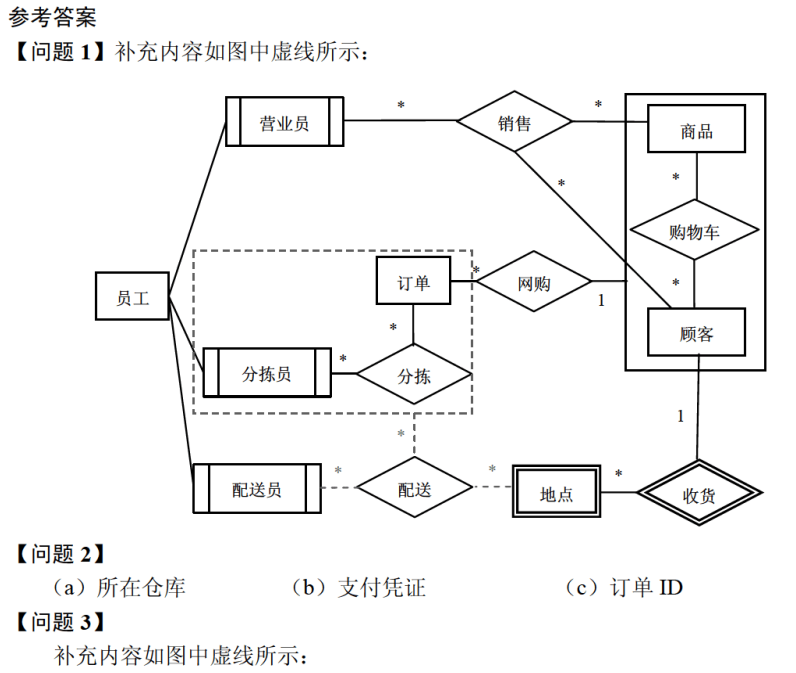 参考答案
【问题 1】补充内容如图中虚线所示：
营业员 * 销售 * 商品
* *
购物车
员工 订单 * 网购 1 *
顾客
*
分拣员 * 分拣
1
*
配送员 * 配送 * 地点 * 收货
【问题 2】
（a）所在仓库 （b）支付凭证 （c）订单 ID
【问题 3】
补充内容如图中虚线所示：